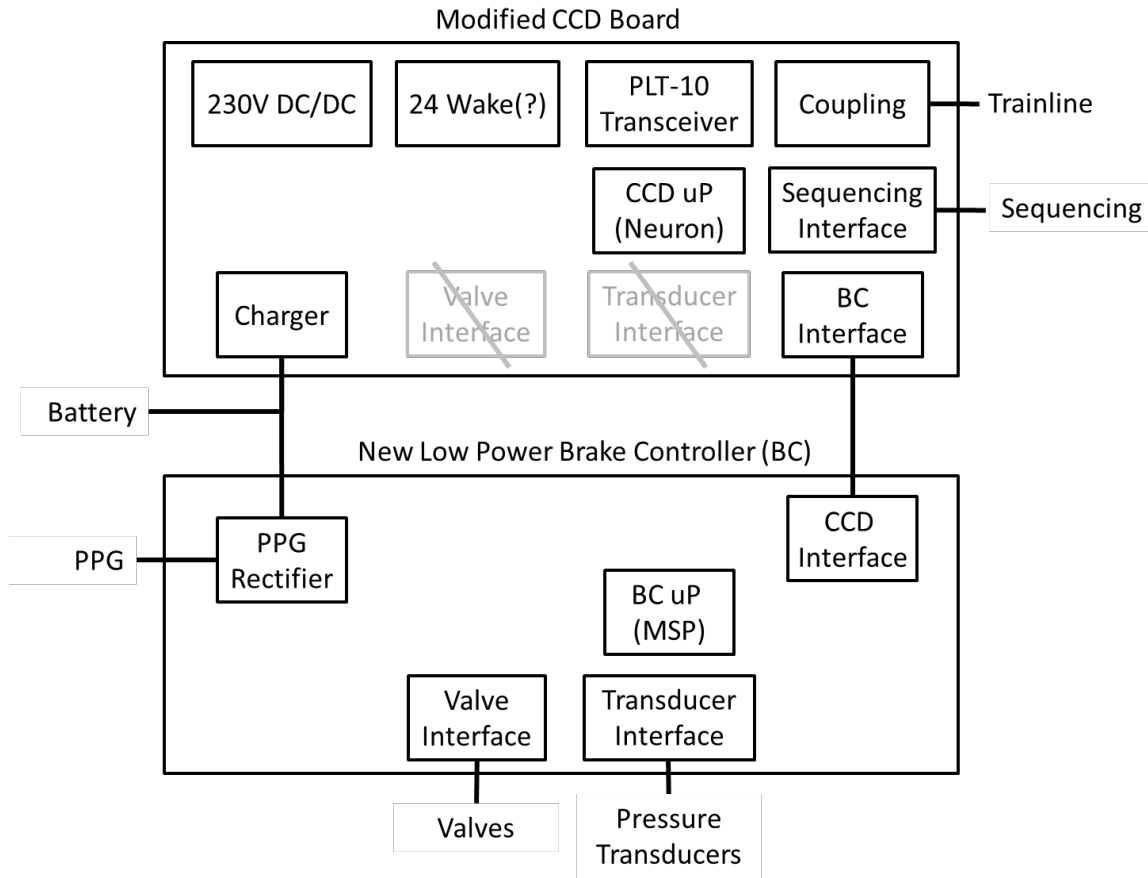 Modified CCD Board
230V DC/DC
24 Wake(?)
PLT-10
Transceiver
Coupling
Trainline
CCD uP
(Neuron)
Sequencing
Interface
Sequencing
Charger
Valve
Interface
Transducer
Interface
BC
Interface
Battery
New Low Power Brake Controller (BC)
PPG
PPG
Rectifier
CCD
Interface
BC uP
(MSP)
Valve
Interface
Transducer
Interface
Valves
Pressure
Transducers